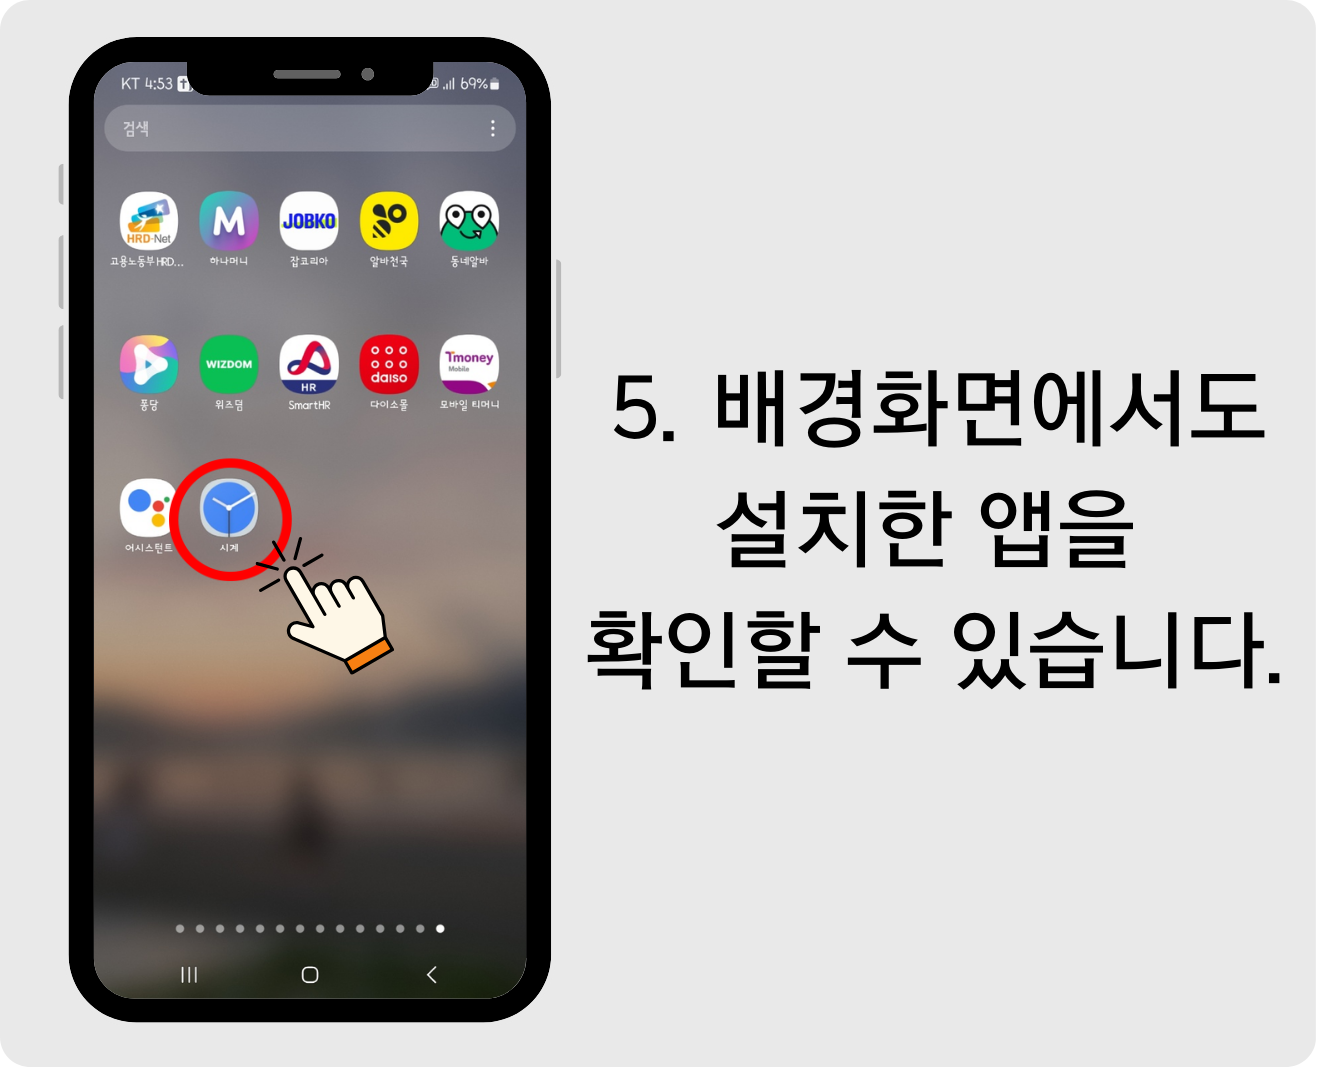 KT 4:53
69%
검색
HRD-Net
M
JOBKO
고용노동부 HRD...
하나머니
잡코리아
알바천국
동네알바
WIZDOM
HR
daiso
Tmoney
Mobile
퐁당
위즈덤
SmartHR
다이소몰
모바일 티머니
어시스턴트
시계
5. 배경화면에서도
설치한 앱을
확인할 수 있습니다.